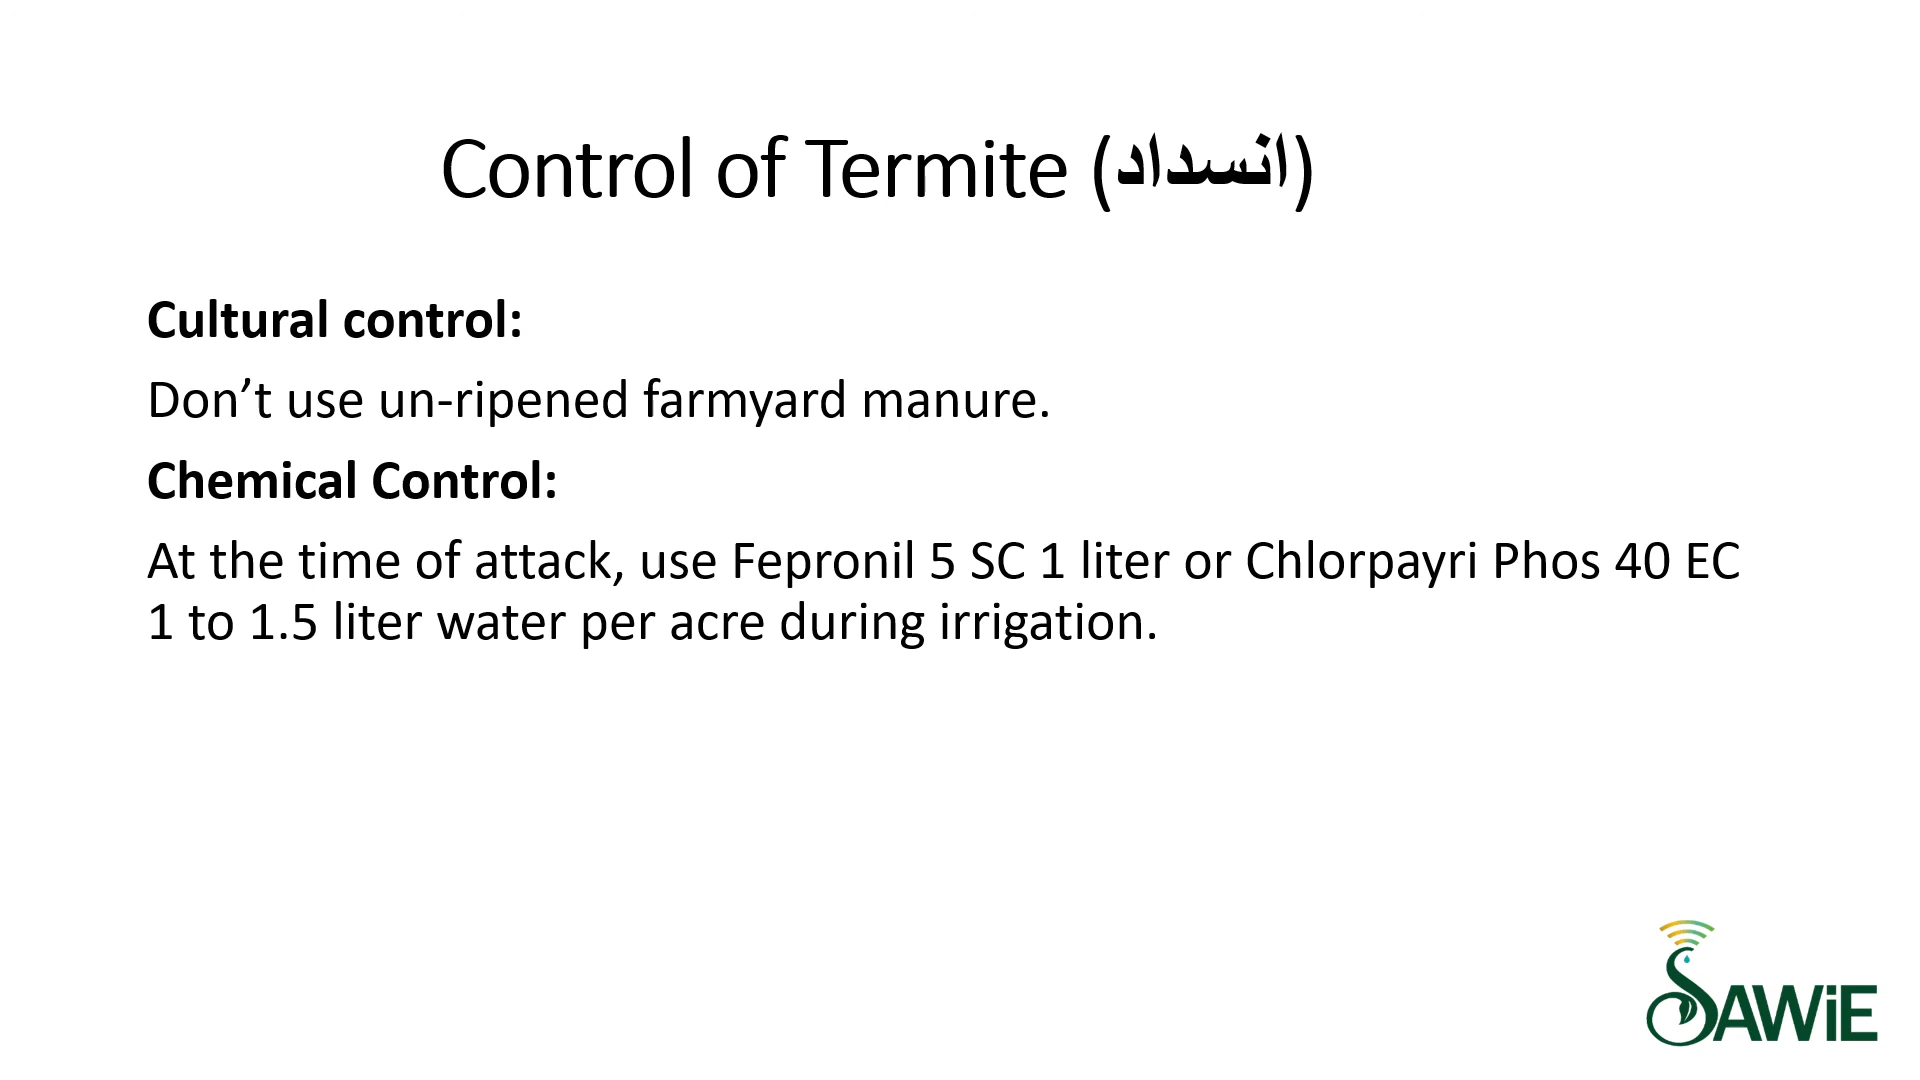 Control of Termite (انسداد)
Cultural control:
Don’t use un-ripened farmyard manure.
Chemical Control:
At the time of attack, use Fepronil 5 SC 1 liter or Chlorpayri Phos 40 EC
1 to 1.5 liter water per acre during irrigation.
SAWiE